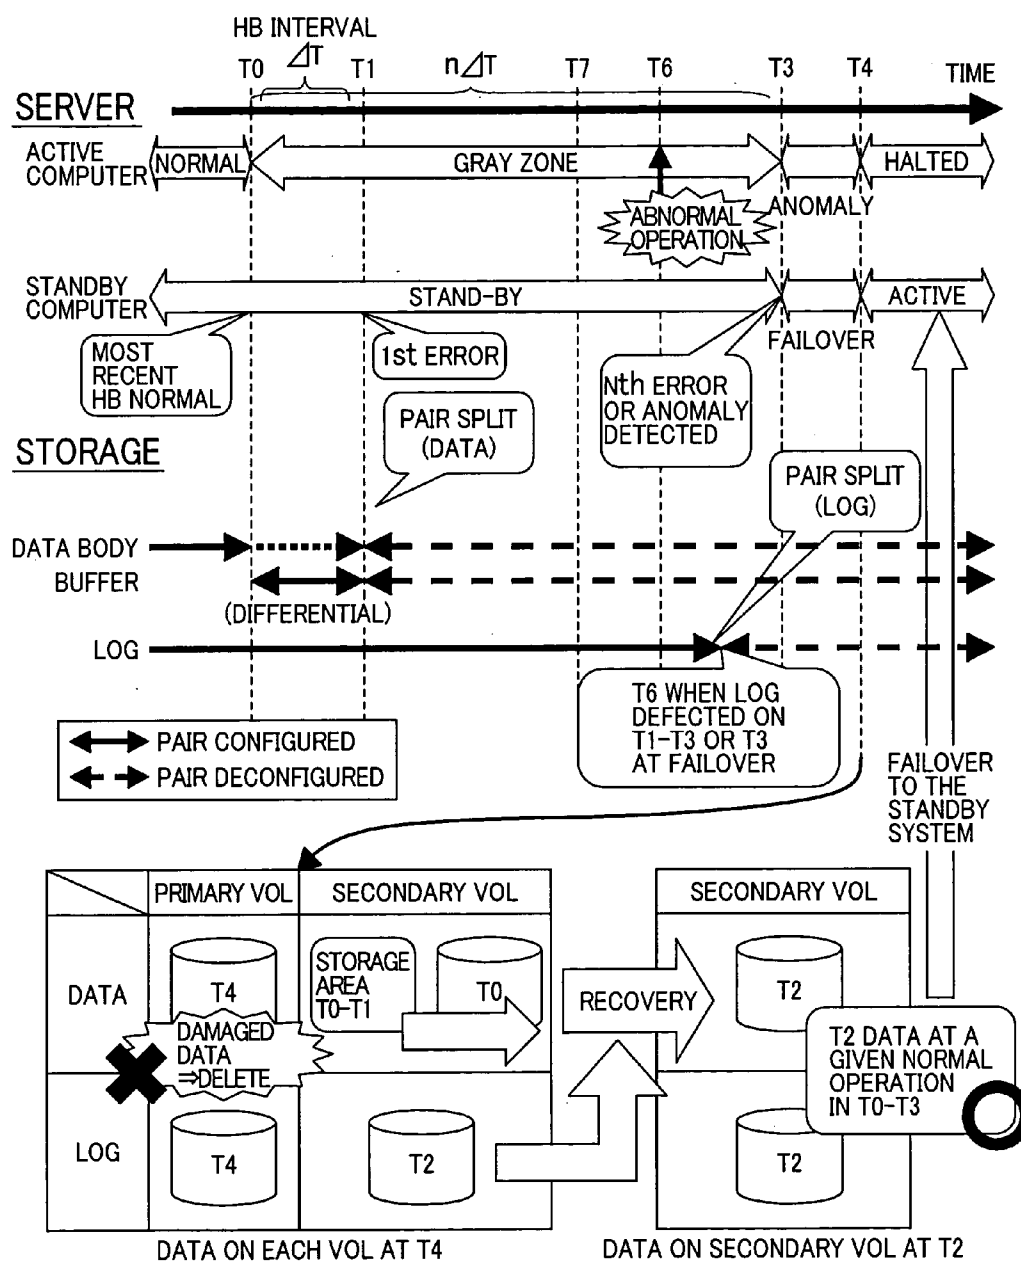 HB INTERVAL
⊿T
n⊿T
T0
T1
T7
T6
T3
T4
TIME
SERVER
ACTIVE
COMPUTER
NORMAL
GRAY ZONE
HALTED
ANOMALY
ABNORMAL
OPERATION
STANDBY
COMPUTER
STAND-BY
ACTIVE
FAILOVER
MOST
RECENT
HB NORMAL
1st ERROR
Nth ERROR
OR ANOMALY
DETECTED
PAIR SPLIT
(DATA)
STORAGE
PAIR SPLIT
(LOG)
DATA BODY
BUFFER
(DIFFERENTIAL)
LOG
T6 WHEN LOG
DEFECTED ON
T1-T3 OR T3
AT FAILOVER
PAIR CONFIGURED
PAIR DECONFIGURED
FAILOVER
TO THE
STANDBY
SYSTEM
PRIMARY VOL
SECONDARY VOL
SECONDARY VOL
DATA
T4
STORAGE
AREA
T0-T1
T0
RECOVERY
T2
DAMAGED
DATA
⇒DELETE
T2 DATA AT A
GIVEN NORMAL
OPERATION
IN T0-T3
LOG
T4
T2
T2
DATA ON EACH VOL AT T4
DATA ON SECONDARY VOL AT T2